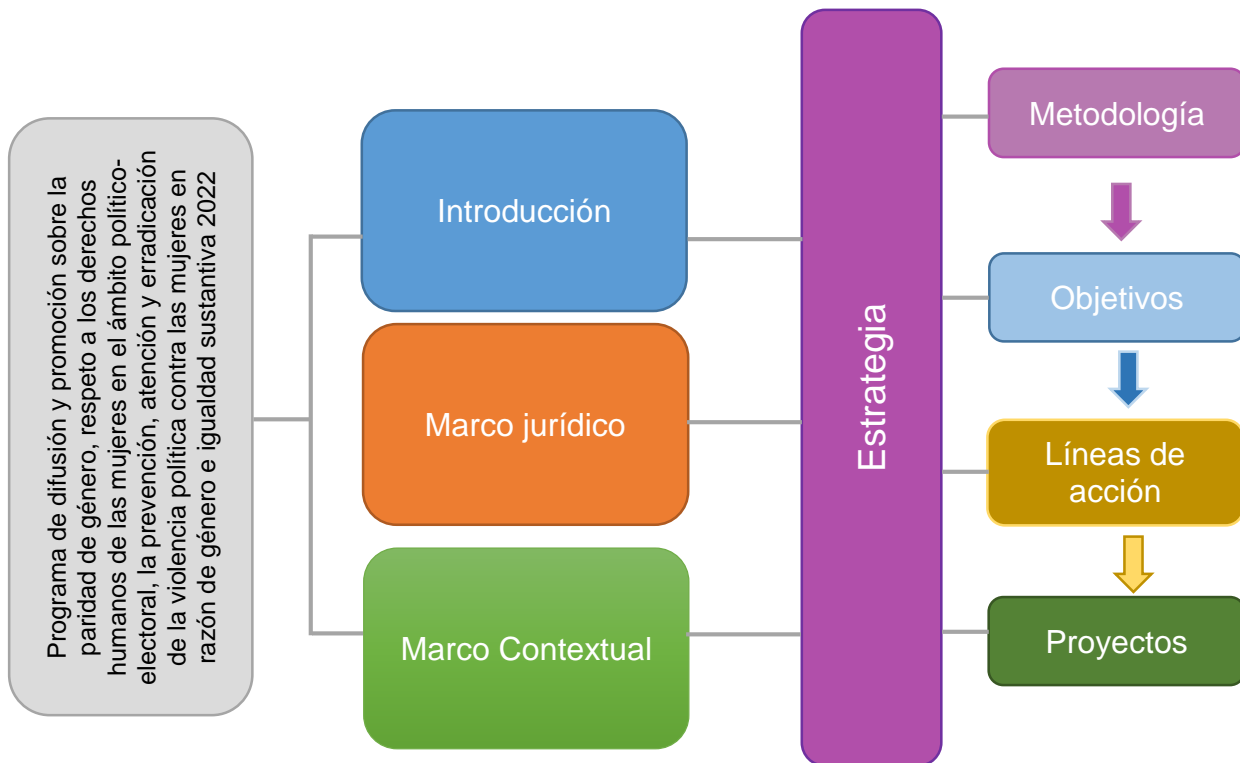 Programa de difusión y promoción sobre la
paridad de género, respeto a los derechos
humanos de las mujeres en el ámbito político-
electoral, la prevención, atención y erradicación
de la violencia política contra las mujeres en
razón de género e igualdad sustantiva 2022
Introducción
Marco jurídico
Marco Contextual
Estrategia
Metodología
Objetivos
Líneas de
acción
Proyectos